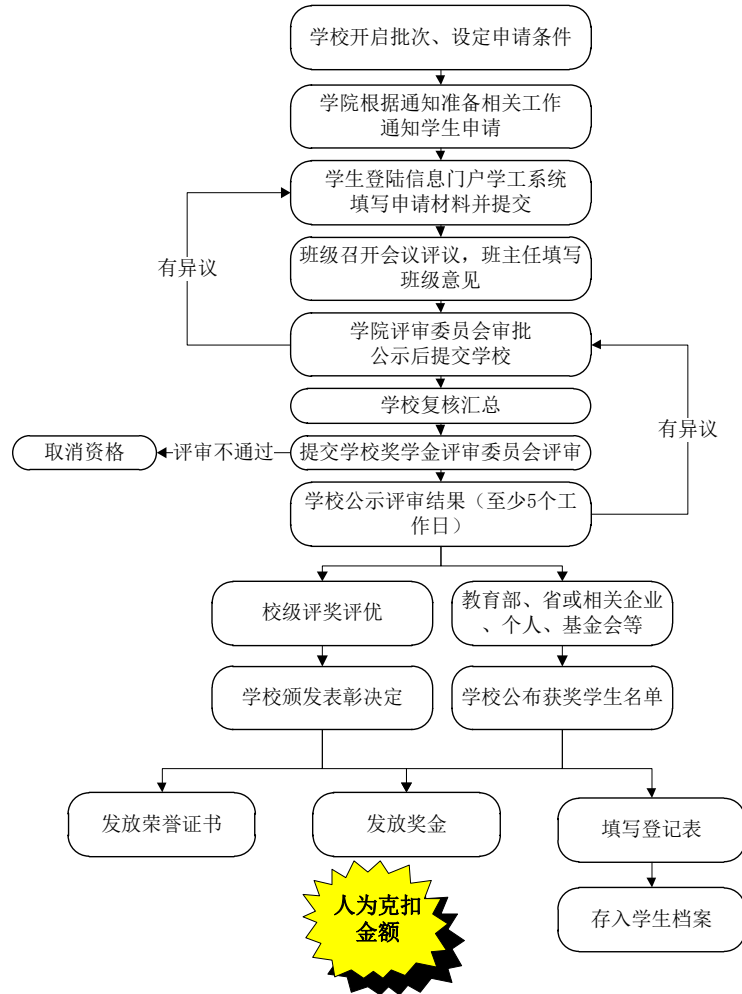 学校开启批次、设定申请条件
学院根据通知准备相关工作
通知学生申请
学生登陆信息门户学工系统
填写申请材料并提交
有异议
班级召开会议评议，班主任填写
班级意见
学院评审委员会审批
公示后提交学校
学校复核汇总
有异议
取消资格
评审不通过
提交学校奖学金评审委员会评审
学校公示评审结果（至少5个工
作日）
校级评奖评优
教育部、省或相关企业
、个人、基金会等
学校颁发表彰决定
学校公布获奖学生名单
发放荣誉证书
发放奖金
填写登记表
人为克扣
金额
存入学生档案